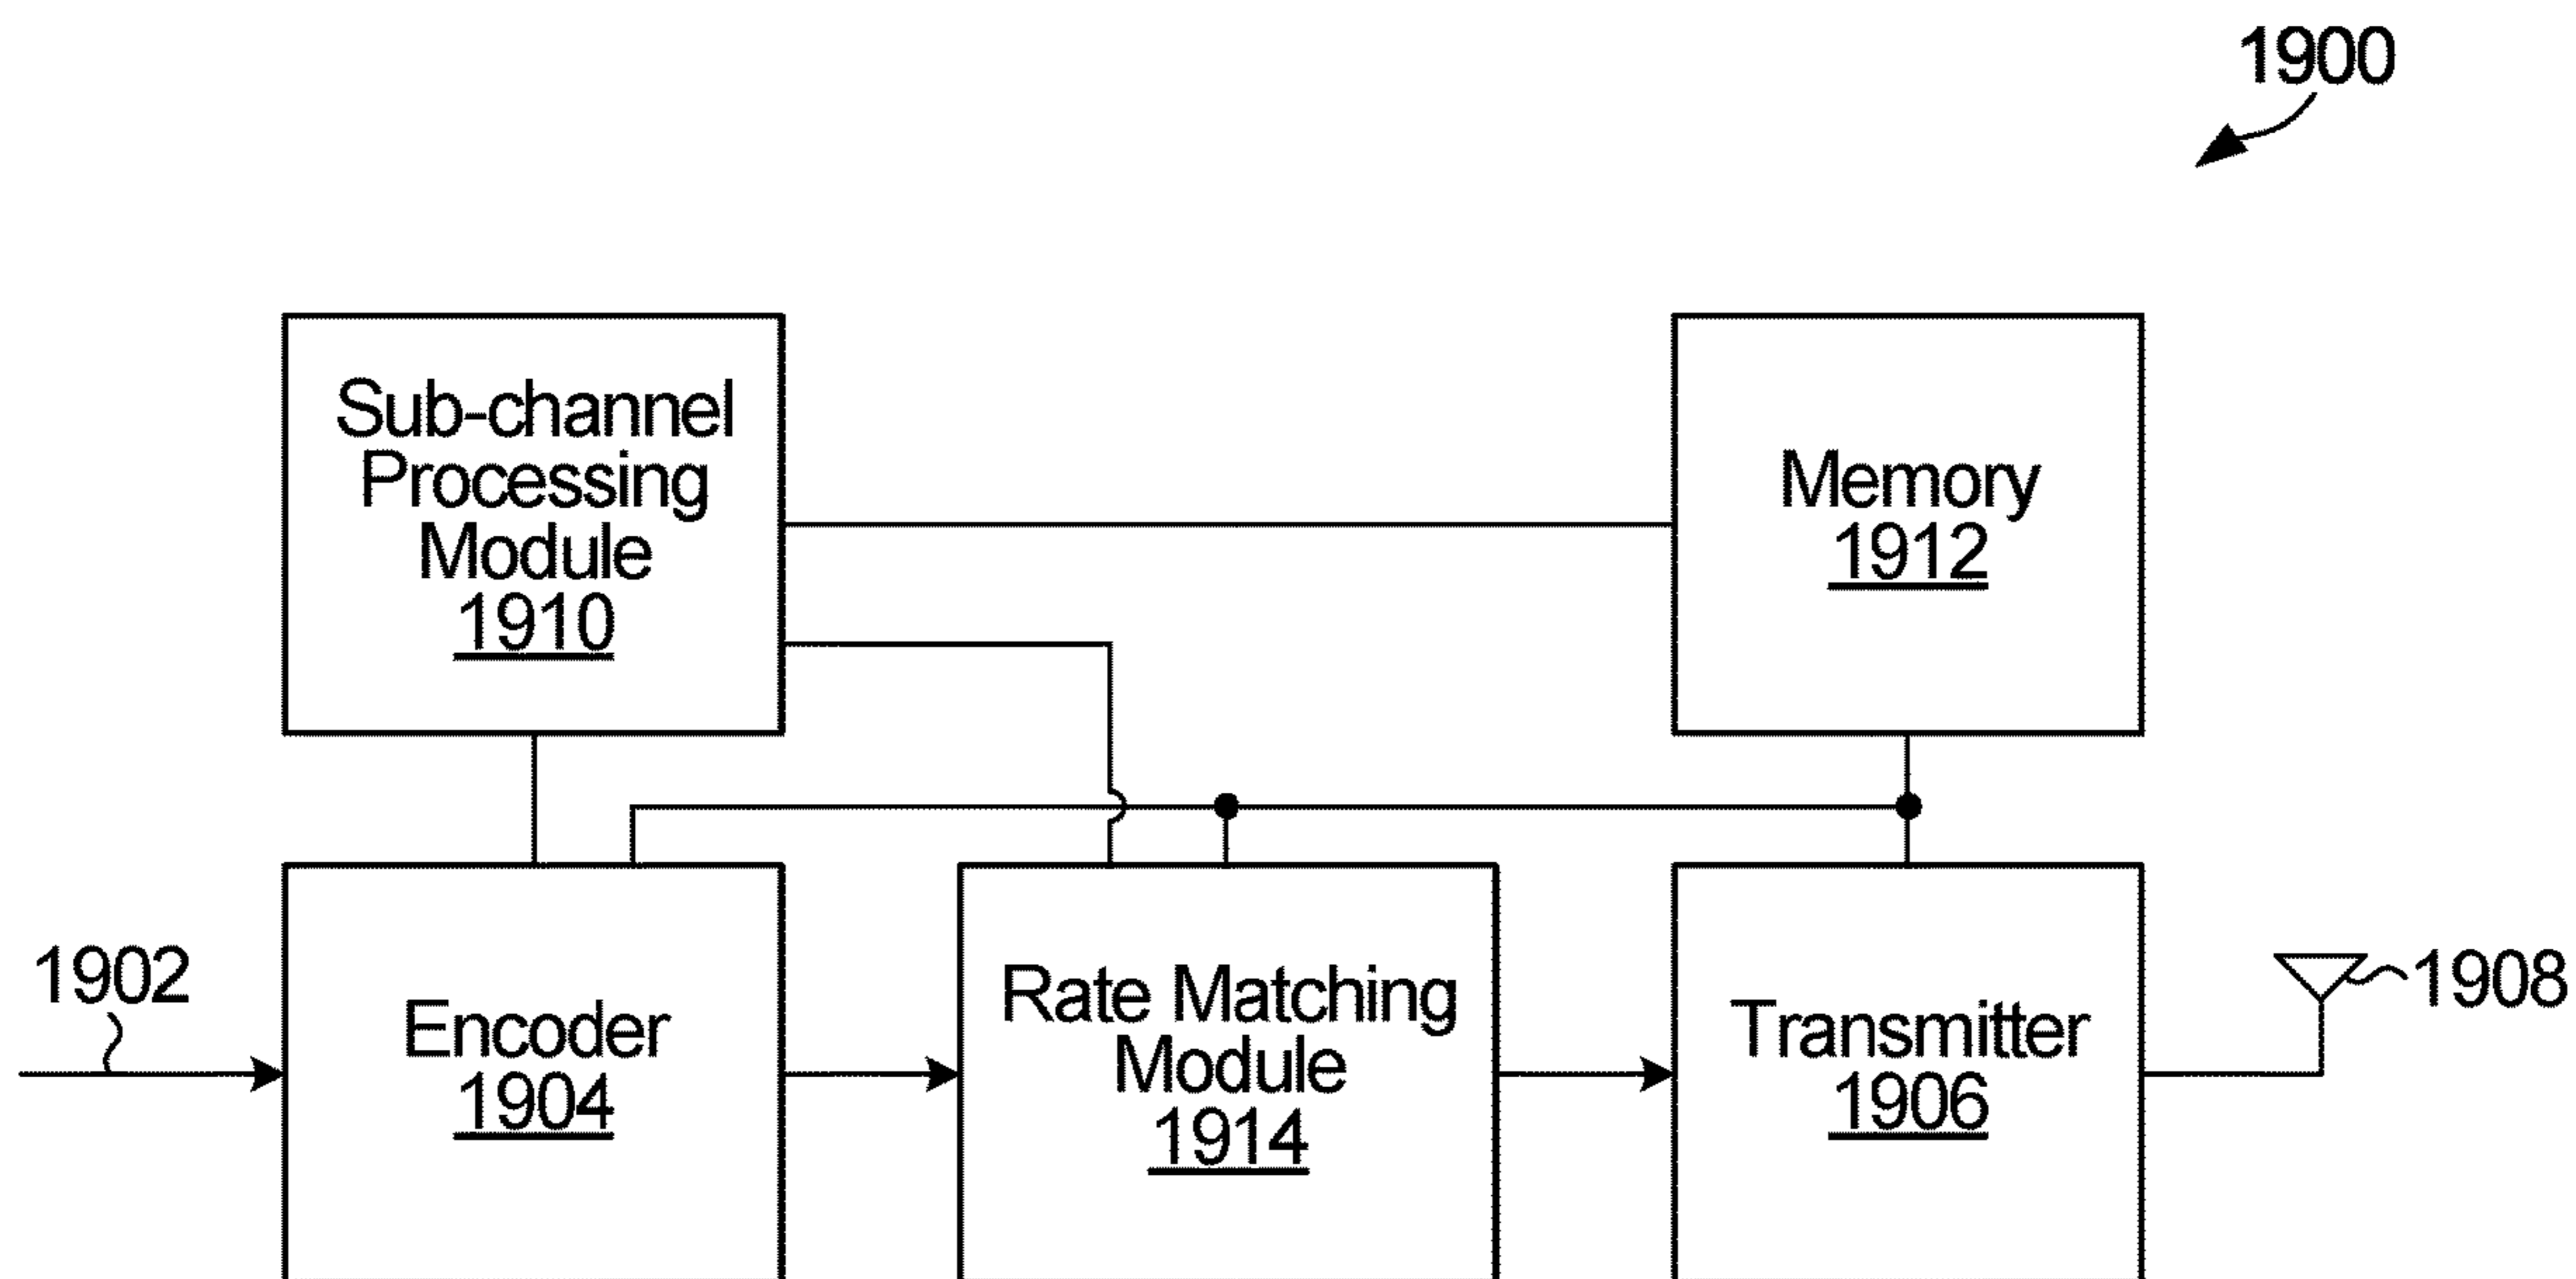 1900
Sub-channel
Processing
Module
1910
Memory
1912
1902
Encoder
1904
Rate Matching
Module
1914
Transmitter
1906
1908